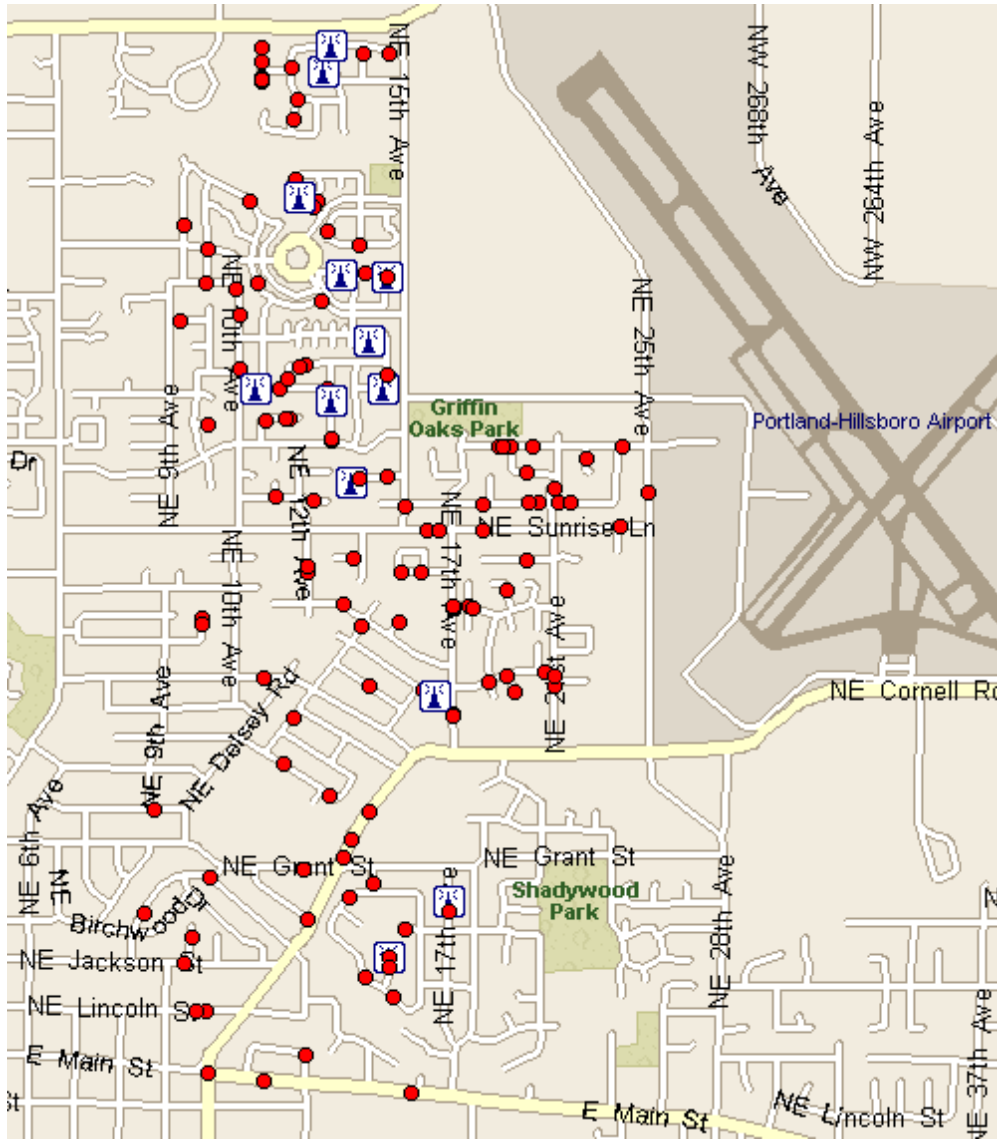 NE 15th Ave
NW 268th Ave
Ave
NW 264th Ave
NE 10th Ave
NE 25th Ave
NE 9th Ave
Griffin
Oaks Park
Portland-Hillsboro Airport
Dr
NE 12th Ave
Ave
NE 17th Ave
NE Sunrise Ln
NE 10th Ave
NE 21st Ave
NE 9th Ave
NE Delsey Rd
NE Cornell Rd
NE 6th Ave
NE
NE Grant St
NE Grant St
Birchwood
Shadywood
Park
NE 17th Ave
NE 28th Ave
NE Jackson St
NE Lincoln St
NE 37th Ave
E Main St
St
E Main St
NE Lincoln St